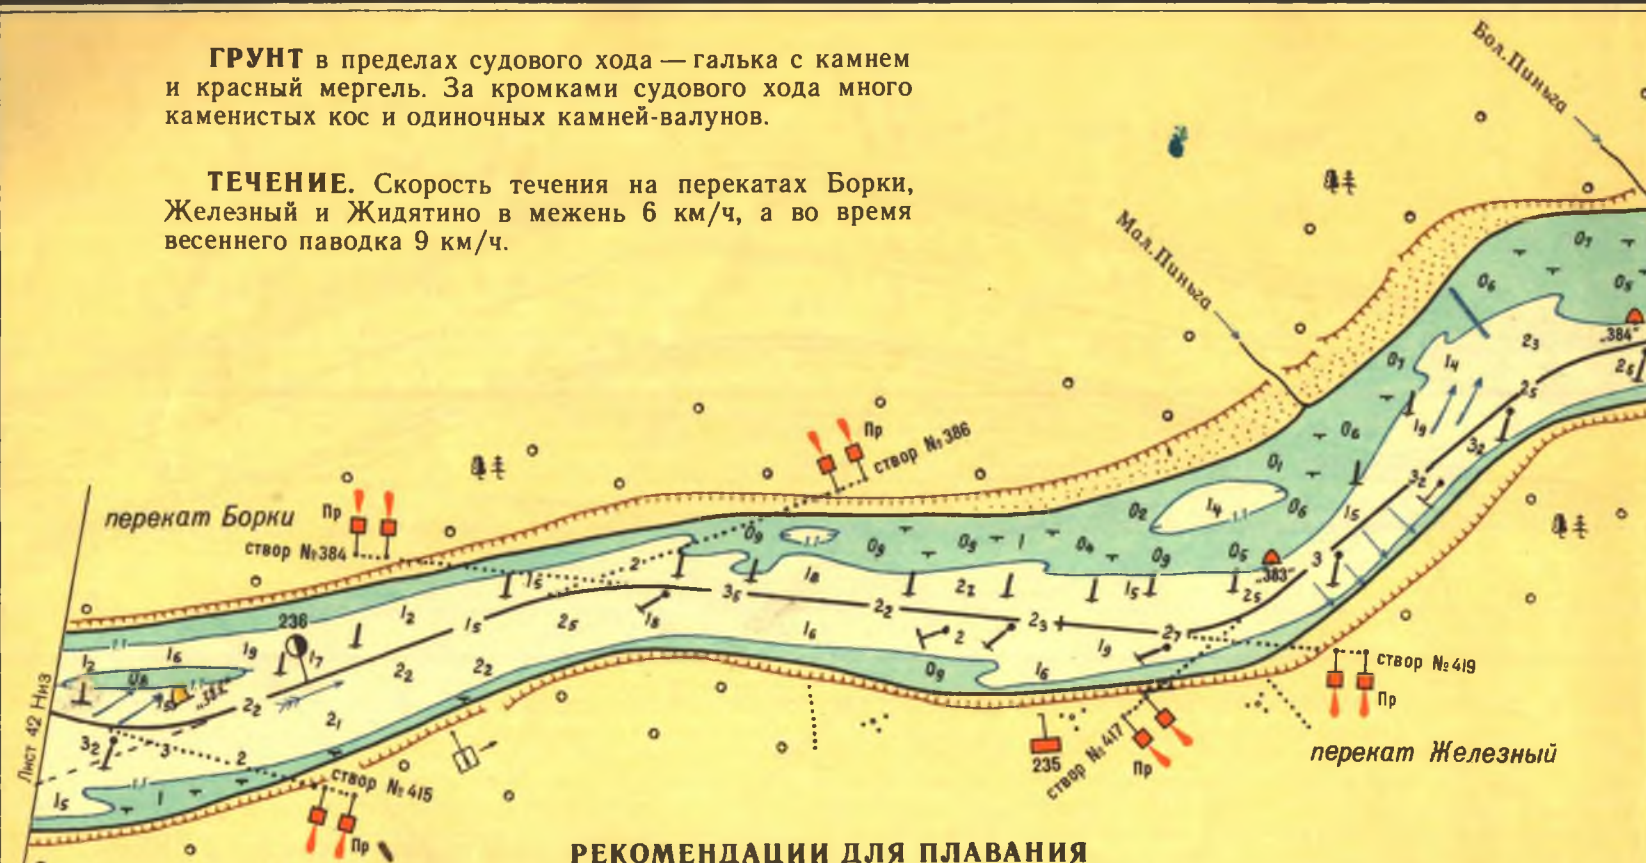 ГРУНТ в пределах судового хода — галька с камнем
и красный мергель. За кромками судового хода много
каменистых кос и одиночных камней-валунов.
ТЕЧЕНИЕ. Скорость течения на перекатах Борки,
Железный и Жидятино в межень 6 км/ч, а во время
весеннего паводка 9 км/ч.
Бол. Пиньга
Мал. Пиньга
„384“
Пр
створ № 386
перекат Борки
Пр
створ № 384
„383“
236
Лист 42 Низ
створ № 419
Пр
створ № 417
Пр
235
перекат Железный
створ № 415
Пр
1
РЕКОМЕНДАЦИИ ДЛЯ ПЛАВАНИЯ